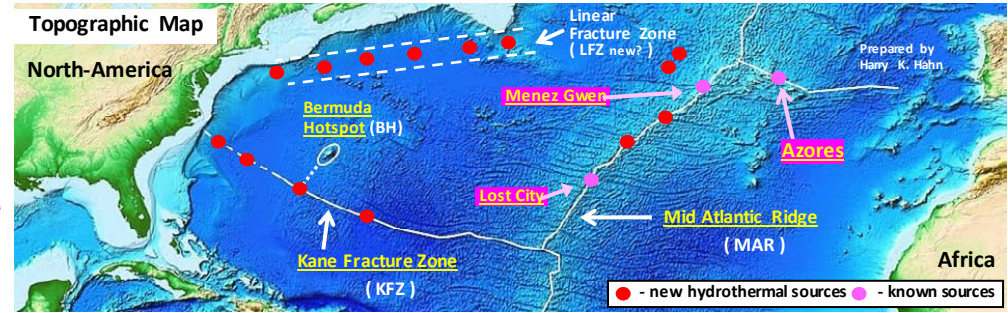 Topographic Map
North-America
Linear
Fracture Zone
( LFZ new? )
Prepared by
Harry K. Hahn
Menez Gwen
Bermuda
Hotspot (BH)
Azores
Lost City
Mid Atlantic Ridge
( MAR )
Kane Fracture Zone
( KFZ )
Africa
- new hydrothermal sources - known sources